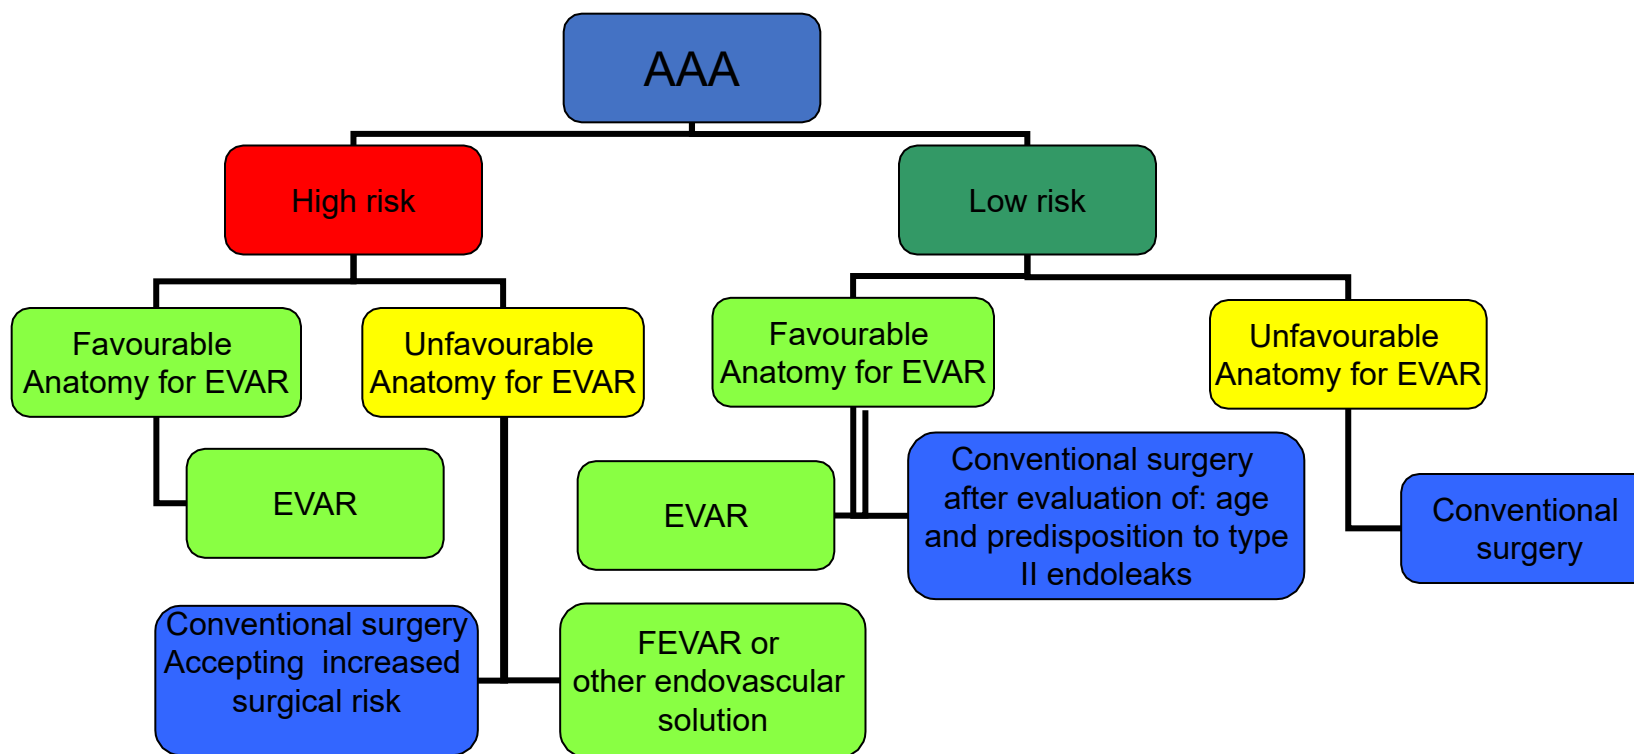 AAA
High risk
Low risk
Favourable
Anatomy for EVAR
Unfavourable
Anatomy for EVAR
Favourable
Anatomy for EVAR
Unfavourable
Anatomy for EVAR
EVAR
EVAR
Conventional surgery
after evaluation of: age
and predisposition to type
II endoleaks
Conventional
surgery
Conventional surgery
Accepting increased
surgical risk
FEVAR or
other endovascular
solution